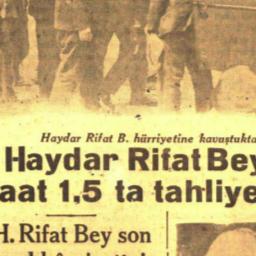 Haydar Rifat B. hürriyetine kavuştukta
Haydar Rifat Bey
aat 1,5 ta tahliye
H. Rifat Bey son